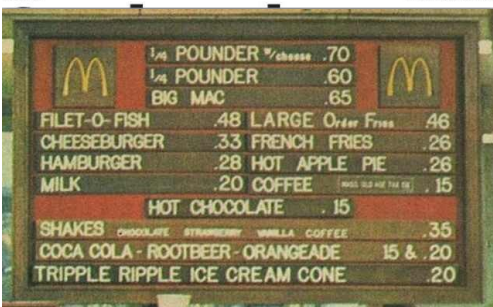 1/4 POUNDER W/cheese .70
1/4 POUNDER .60
BIG MAC .65
FILET-O-FISH .48 LARGE Order Fries .46
CHEESEBURGER .33 FRENCH FRIES .26
HAMBURGER .28 HOT APPLE PIE .26
MILK .20 COFFEE .15
HOT CHOCOLATE . 15
SHAKES CHOCOLATE STRAWBERRY VANILLA COFFEE .35
COCA COLA - ROOTBEER - ORANGEADE 15 & .20
TRIPPLE RIPPLE ICE CREAM CONE .20